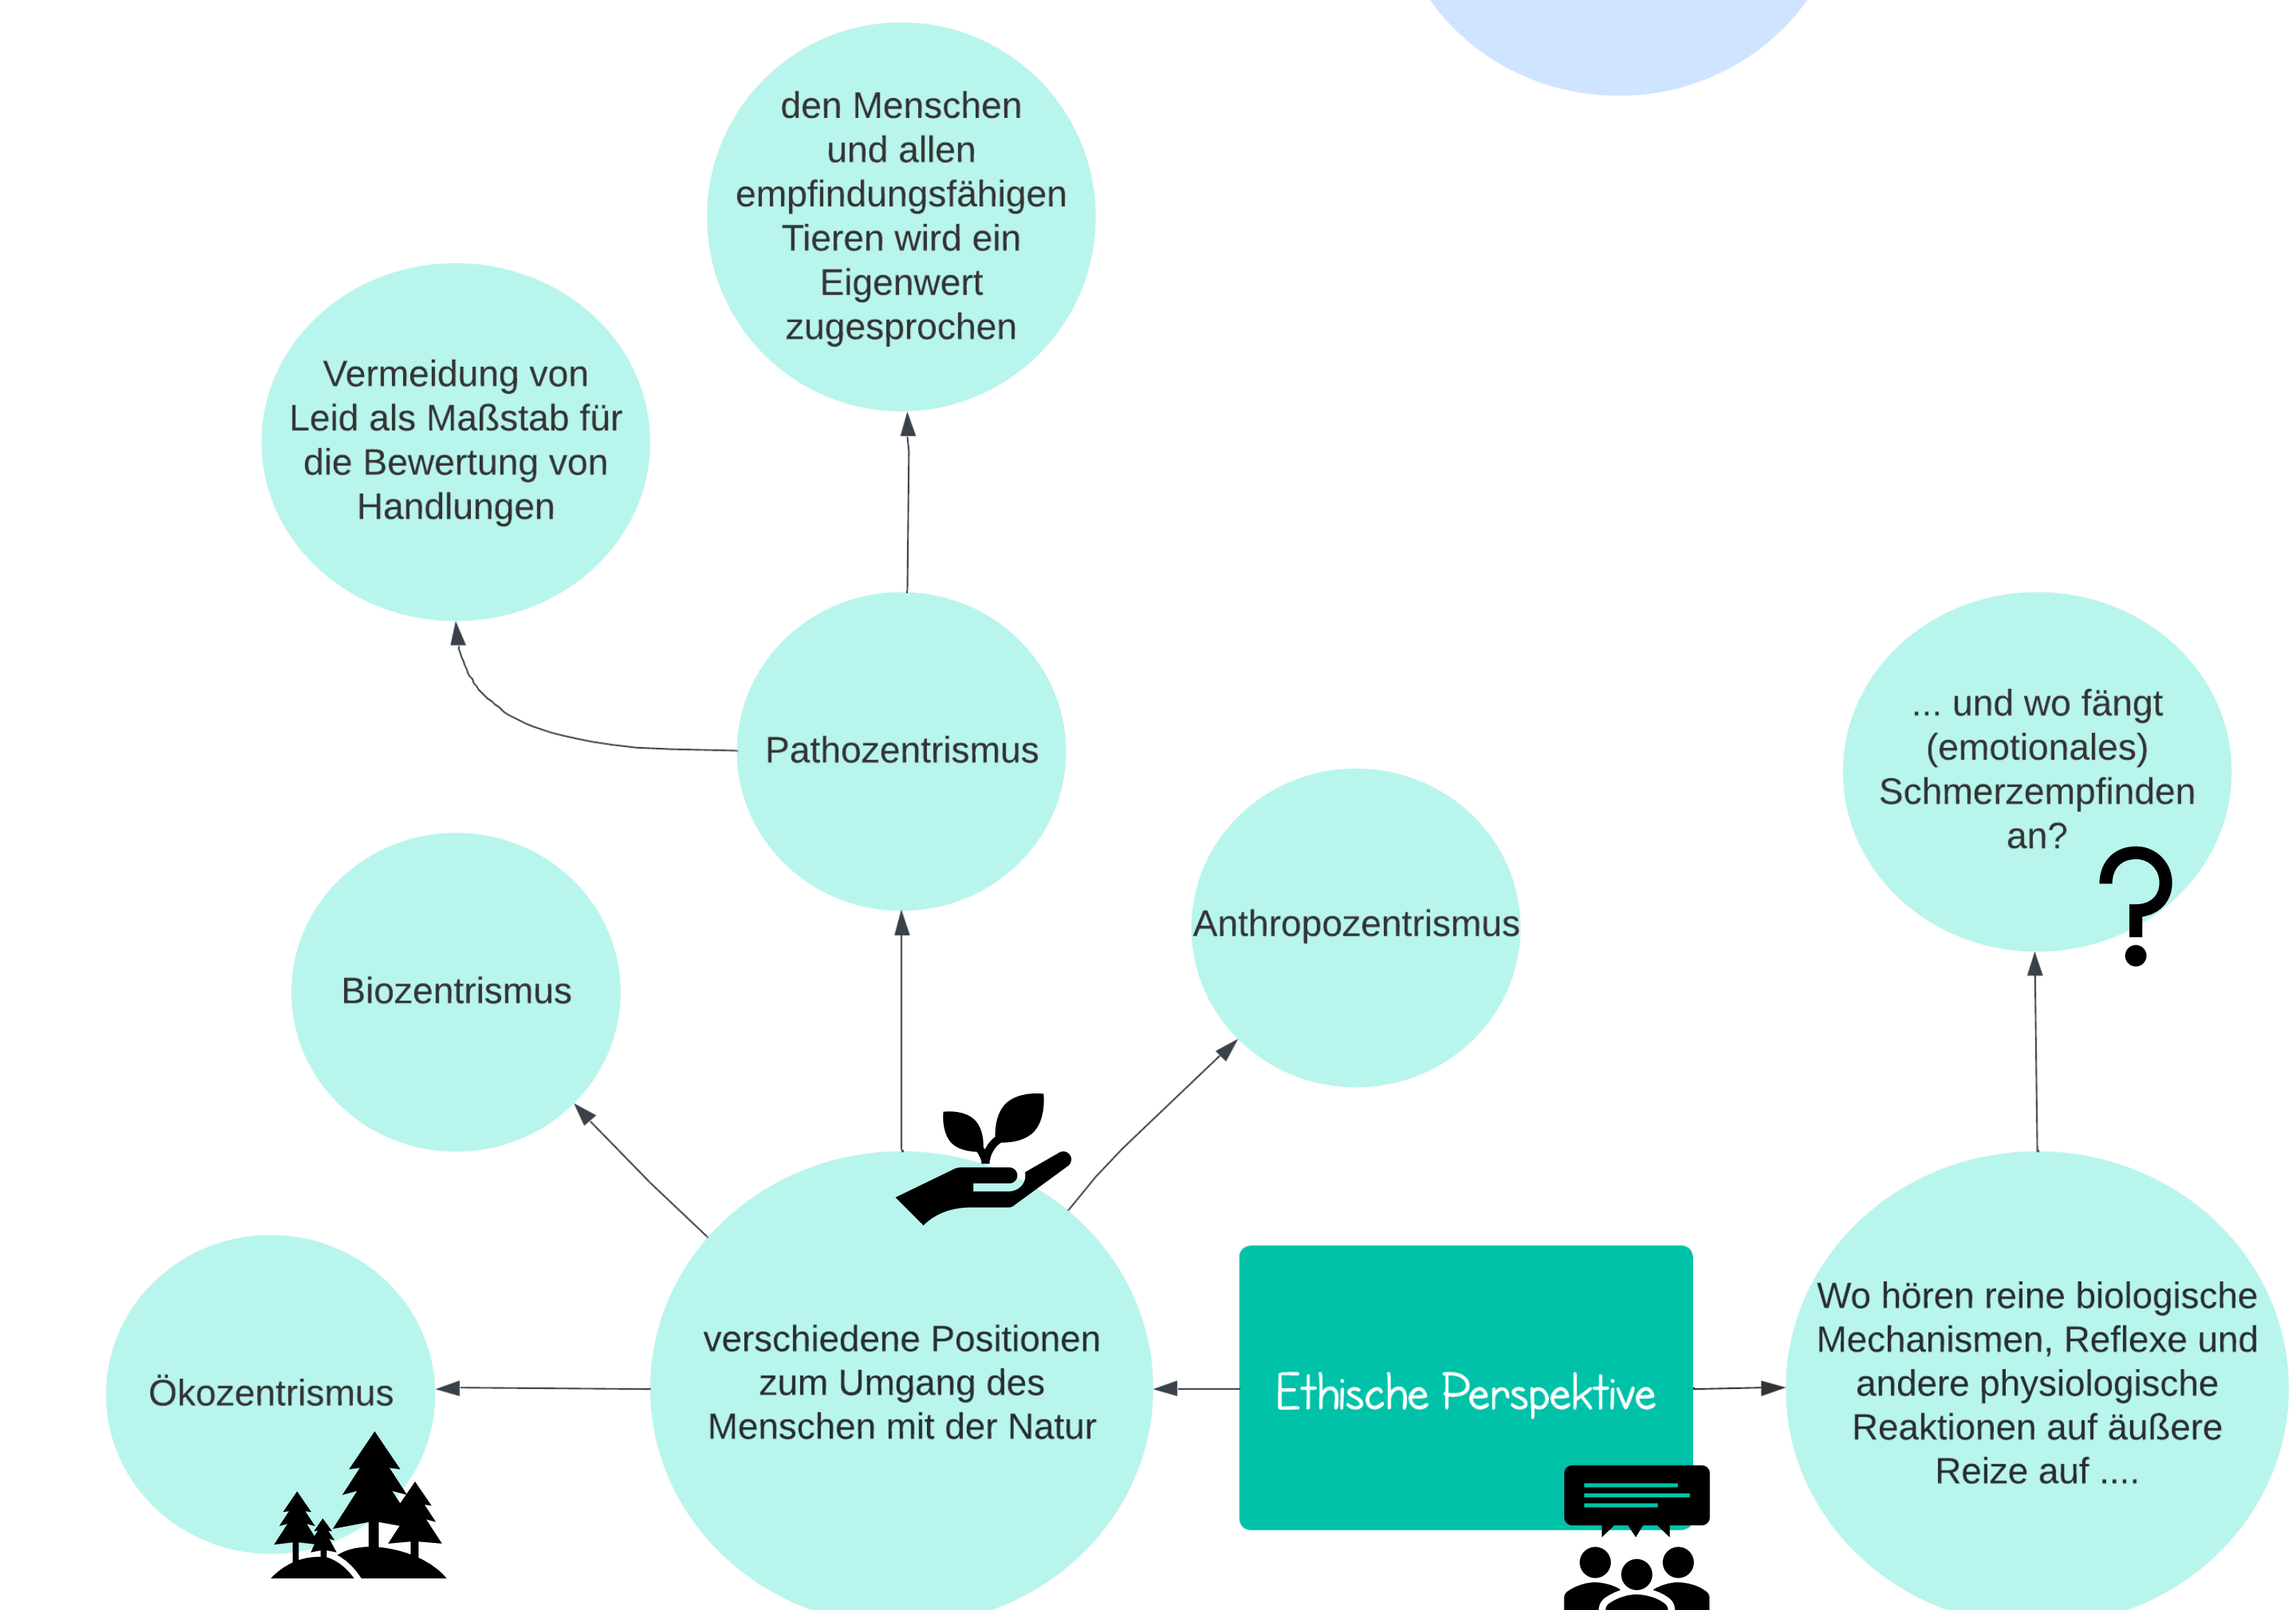 den Menschen
und allen
empfindungsfähigen
Tieren wird ein
Eigenwert
zugesprochen
Vermeidung von
Leid als Maßstab für
die Bewertung von
Handlungen
Pathozentrismus
... und wo fängt
(emotionales)
Schmerzempfinden
an?
Anthropozentrismus
Biozentrismus
Ökozentrismus
verschiedene Positionen
zum Umgang des
Menschen mit der Natur
Ethische Perspektive
Wo hören reine biologische
Mechanismen, Reflexe und
andere physiologische
Reaktionen auf äußere
Reize auf ....